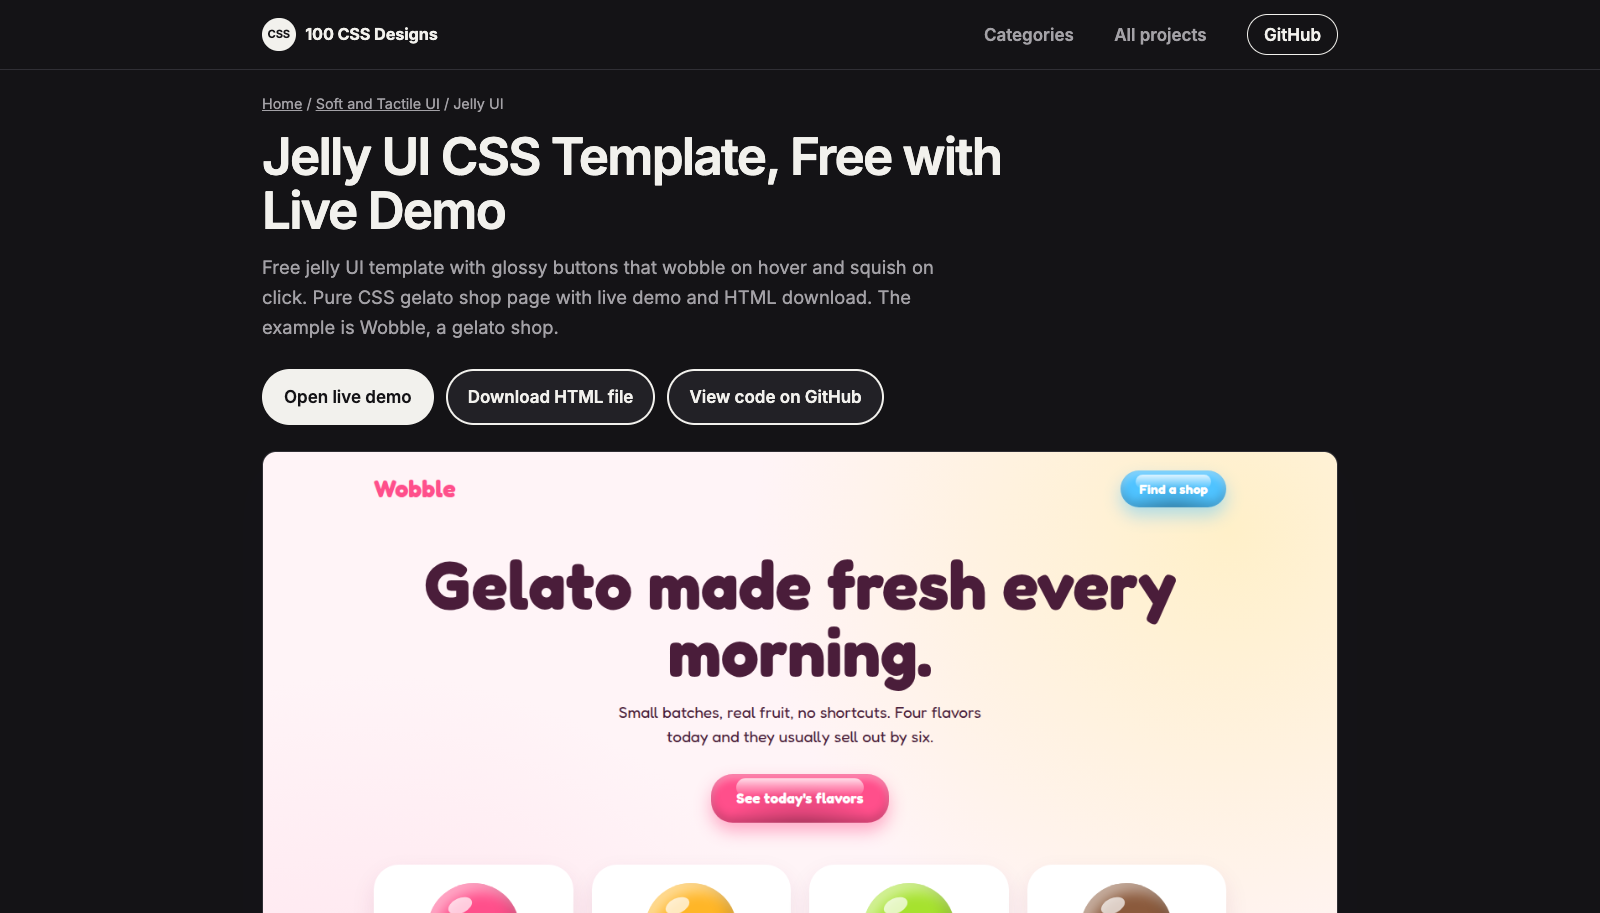 CSS 100 CSS Designs
Categories All projects GitHub
Home / Soft and Tactile UI / Jelly UI
Jelly UI CSS Template, Free with
Live Demo
Free jelly UI template with glossy buttons that wobble on hover and squish on
click. Pure CSS gelato shop page with live demo and HTML download. The
example is Wobble, a gelato shop.
Open live demo Download HTML file View code on GitHub
Wobble Find a shop
Gelato made fresh every
morning.
Small batches, real fruit, no shortcuts. Four flavors
today and they usually sell out by six.
See today's flavors